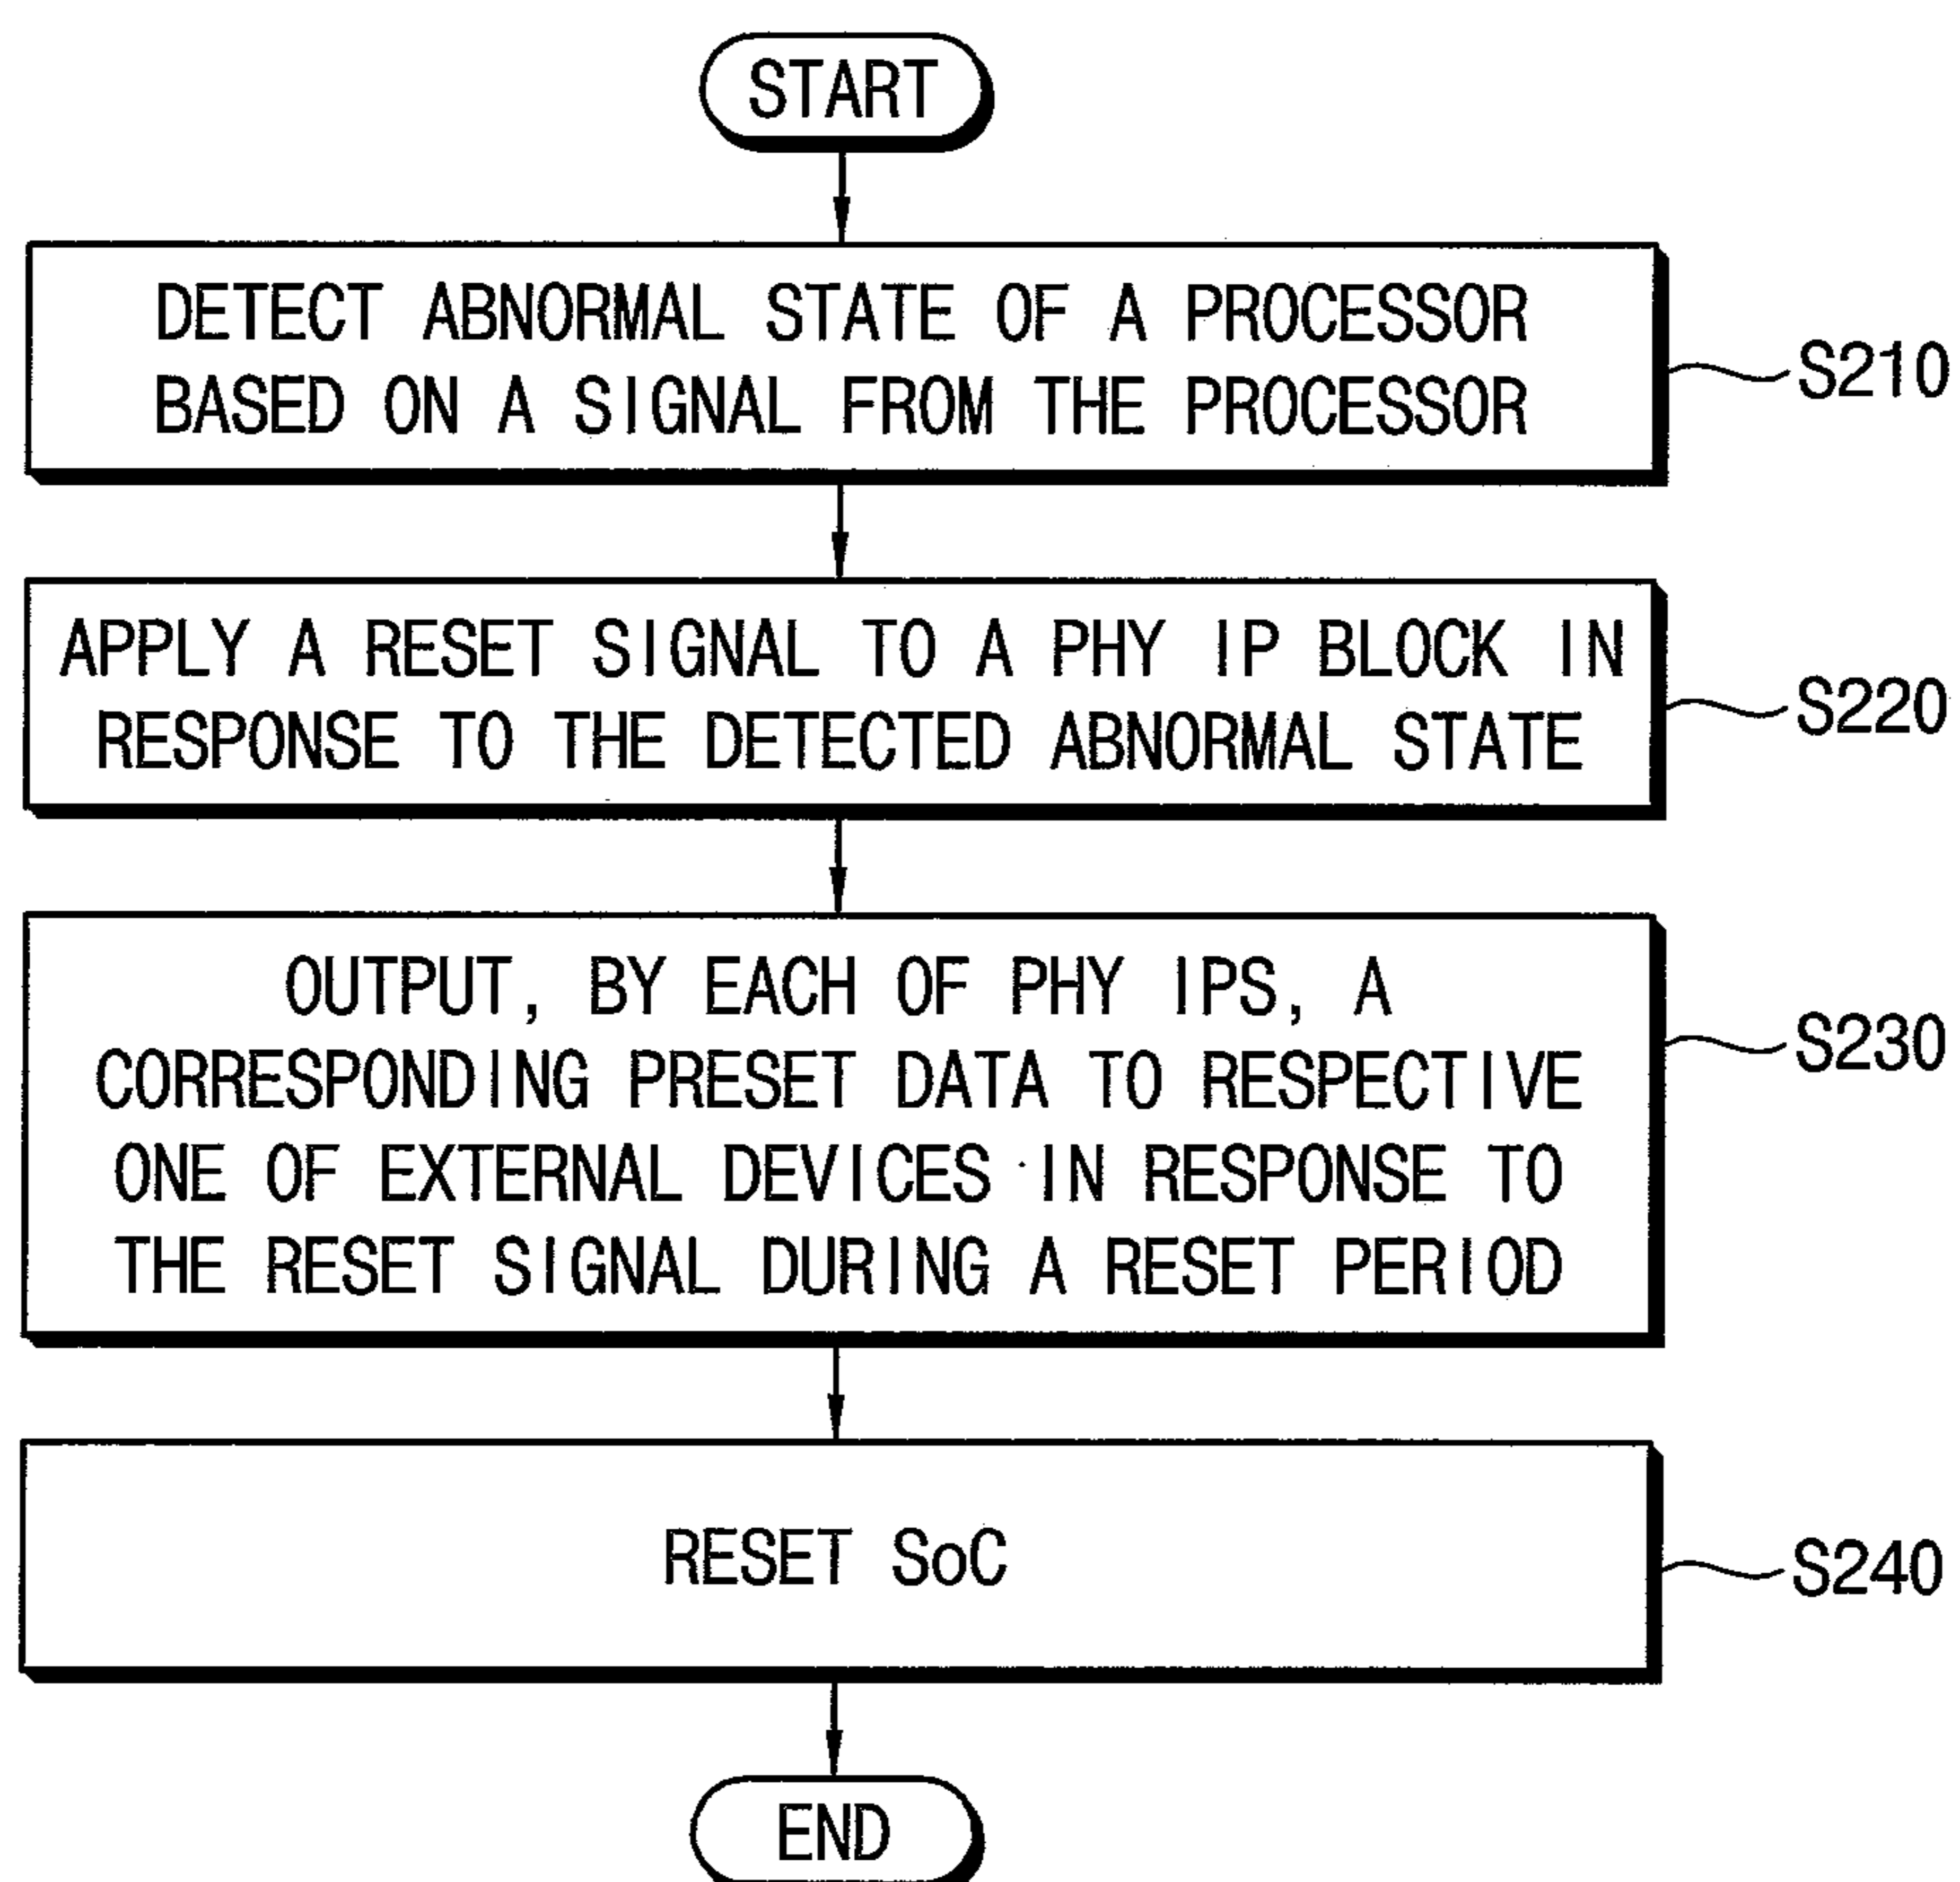 START
DETECT ABNORMAL STATE OF A PROCESSOR
BASED ON A SIGNAL FROM THE PROCESSOR
S210
APPLY A RESET SIGNAL TO A PHY IP BLOCK IN
RESPONSE TO THE DETECTED ABNORMAL STATE
S220
OUTPUT, BY EACH OF PHY IPS, A
CORRESPONDING PRESET DATA TO RESPECTIVE
ONE OF EXTERNAL DEVICES IN RESPONSE TO
THE RESET SIGNAL DURING A RESET PERIOD
S230
RESET SoC
S240
END